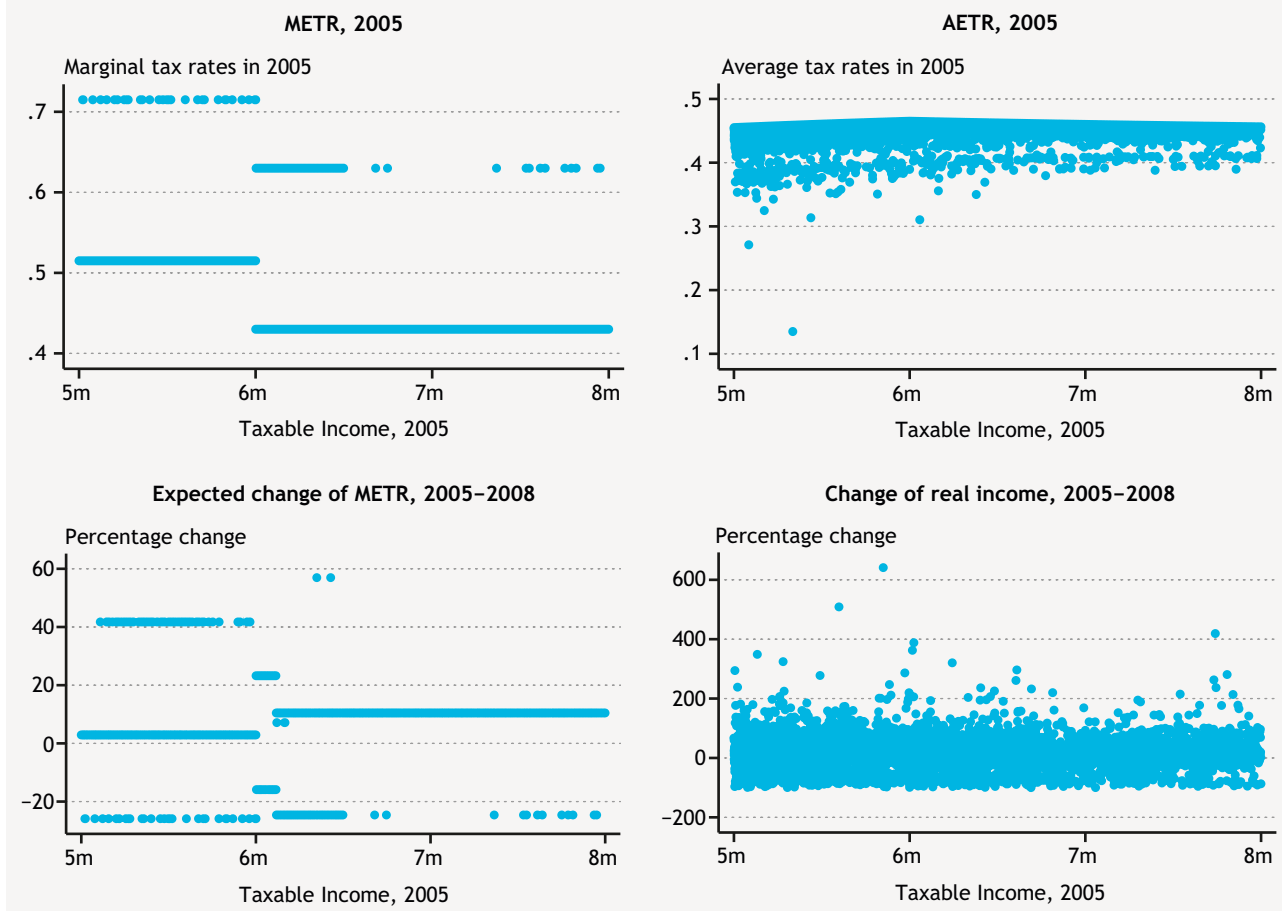 METR, 2005
Marginal tax rates in 2005
.7
.6
.5
.4
5m 6m 7m 8m
Taxable Income, 2005
AETR, 2005
Average tax rates in 2005
.5
.4
.3
.2
.1
5m 6m 7m 8m
Taxable Income, 2005
Expected change of METR, 2005–2008
Percentage change
60
40
20
0
−20
5m 6m 7m 8m
Taxable Income, 2005
Change of real income, 2005–2008
Percentage change
600
400
200
0
−200
5m 6m 7m 8m
Taxable Income, 2005